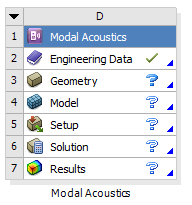 D
1 Modal Acoustics
2 Engineering Data
3 Geometry ?
4 Model ?
5 Setup ?
6 Solution ?
7 Results ?
Modal Acoustics